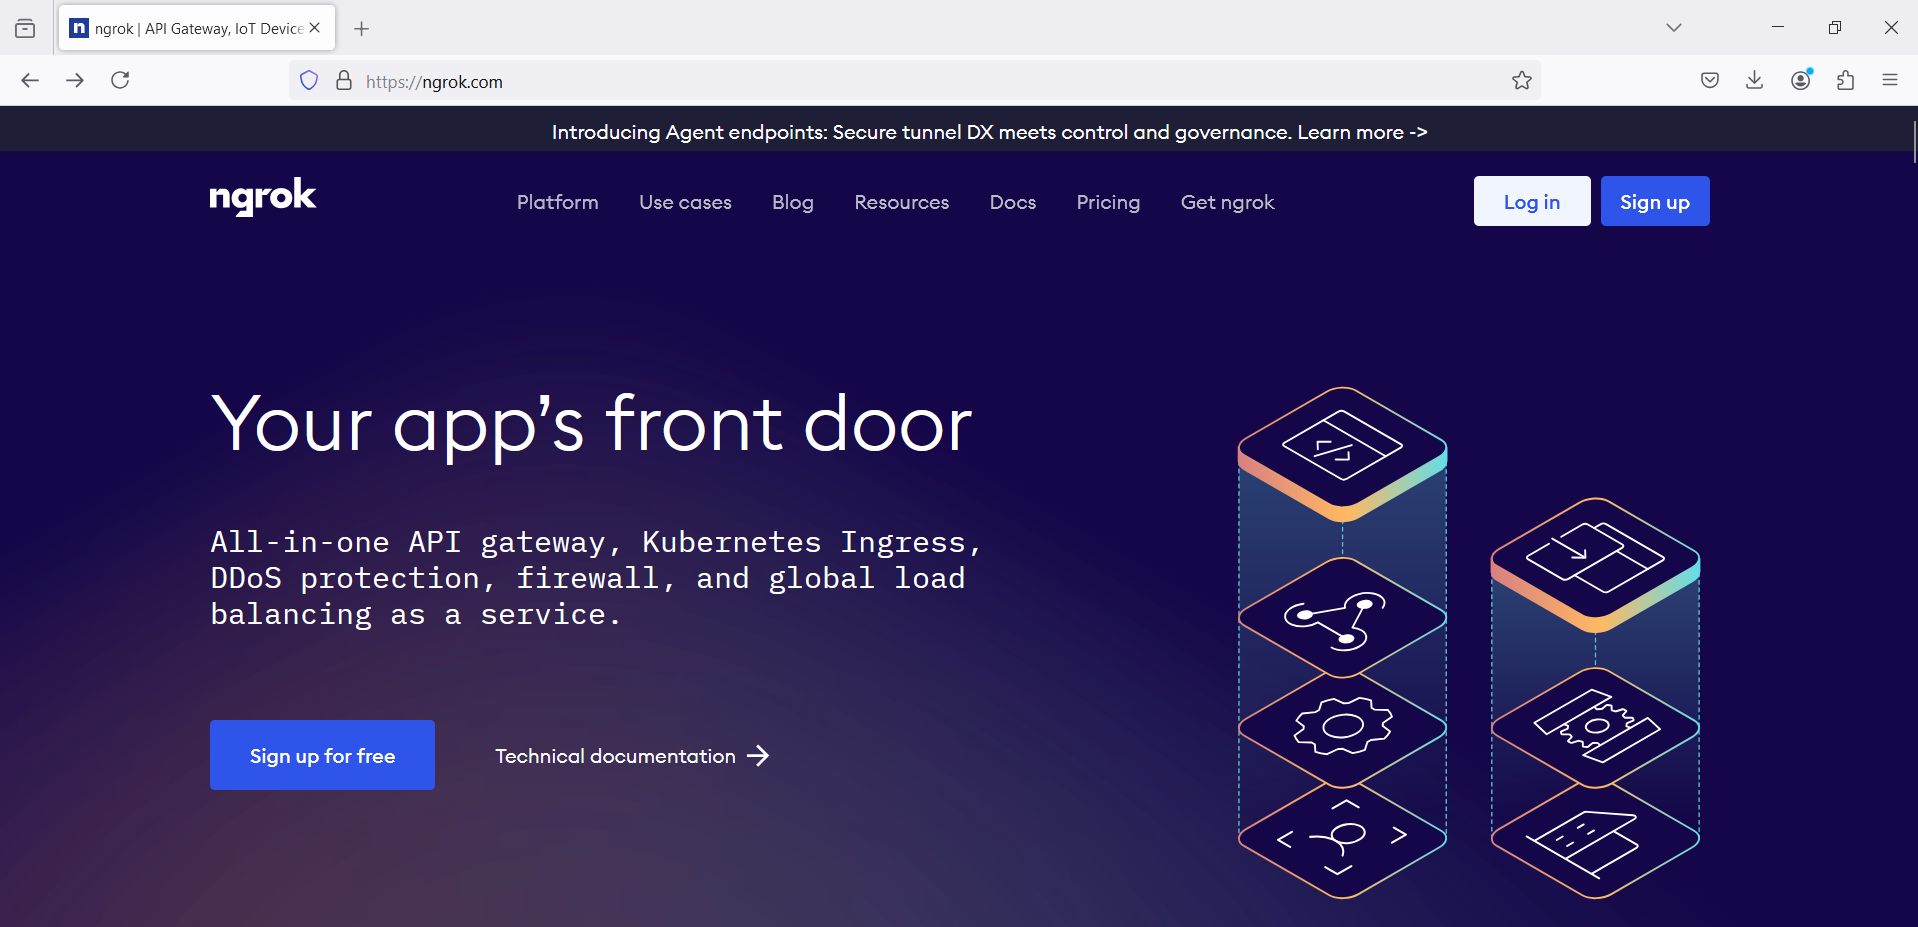 ngrok | API Gateway, IoT Device
https://ngrok.com
Introducing Agent endpoints: Secure tunnel DX meets control and governance. Learn more ->
ngrok
Platform
Use cases
Blog
Resources
Docs
Pricing
Get ngrok
Log in
Sign up
Your app’s front door
All-in-one API gateway, Kubernetes Ingress,
DDoS protection, firewall, and global load
balancing as a service.
Sign up for free
Technical documentation